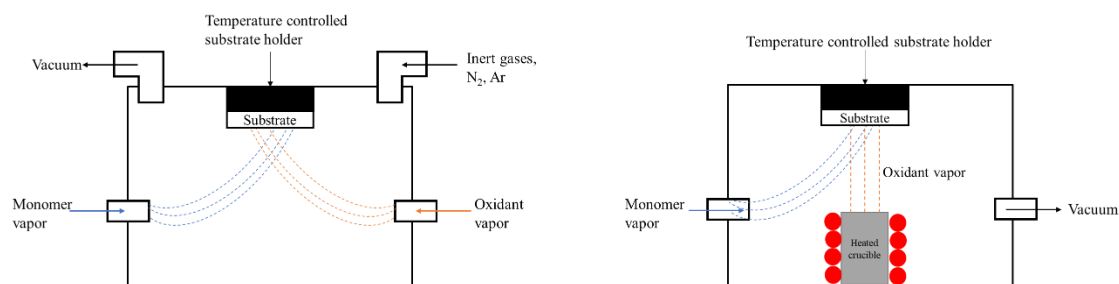 Temperature controlled
substrate holder
Vacuum
Inert gases,
N2, Ar
Substrate
Monomer
vapor
Oxidant
vapor
Temperature controlled substrate holder
Substrate
Oxidant vapor
Monomer
vapor
Vacuum
Heated
crucible